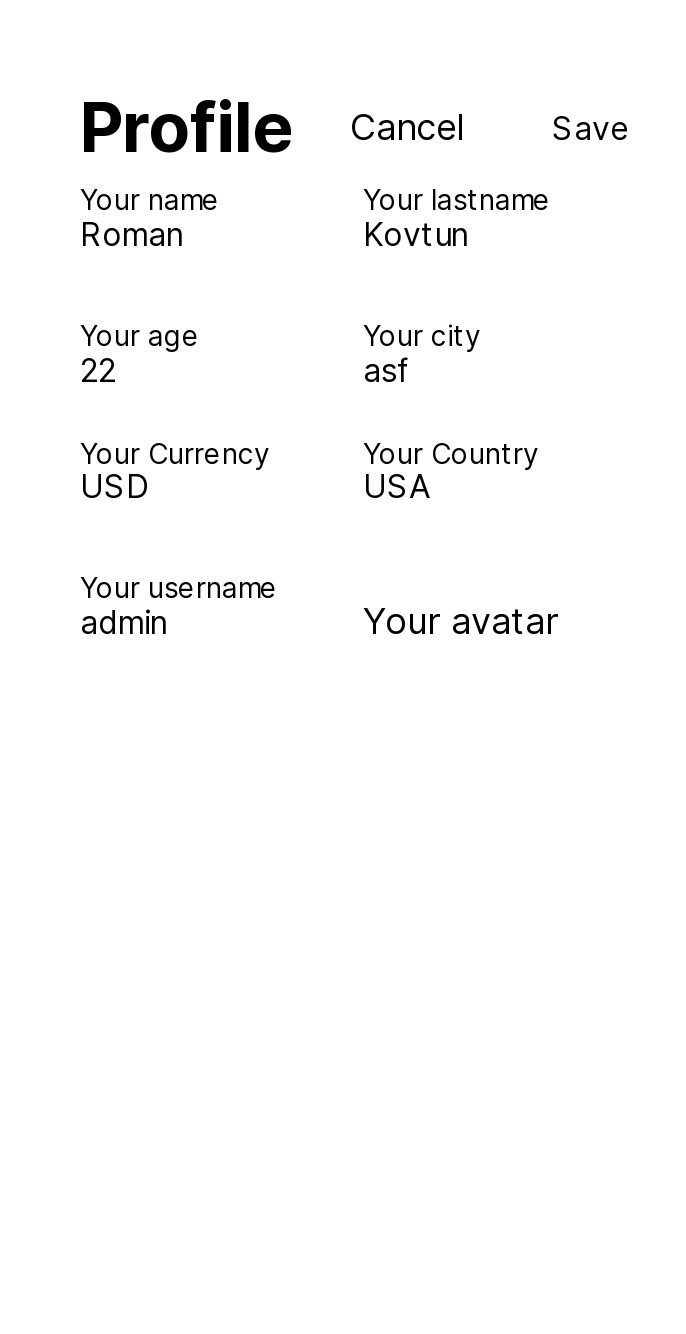 Profile Cancel Save
Your name Your lastname
Roman Kovtun
Your age Your city
22 asf
Your Currency Your Country
USD USA
Your username
admin Your avatar